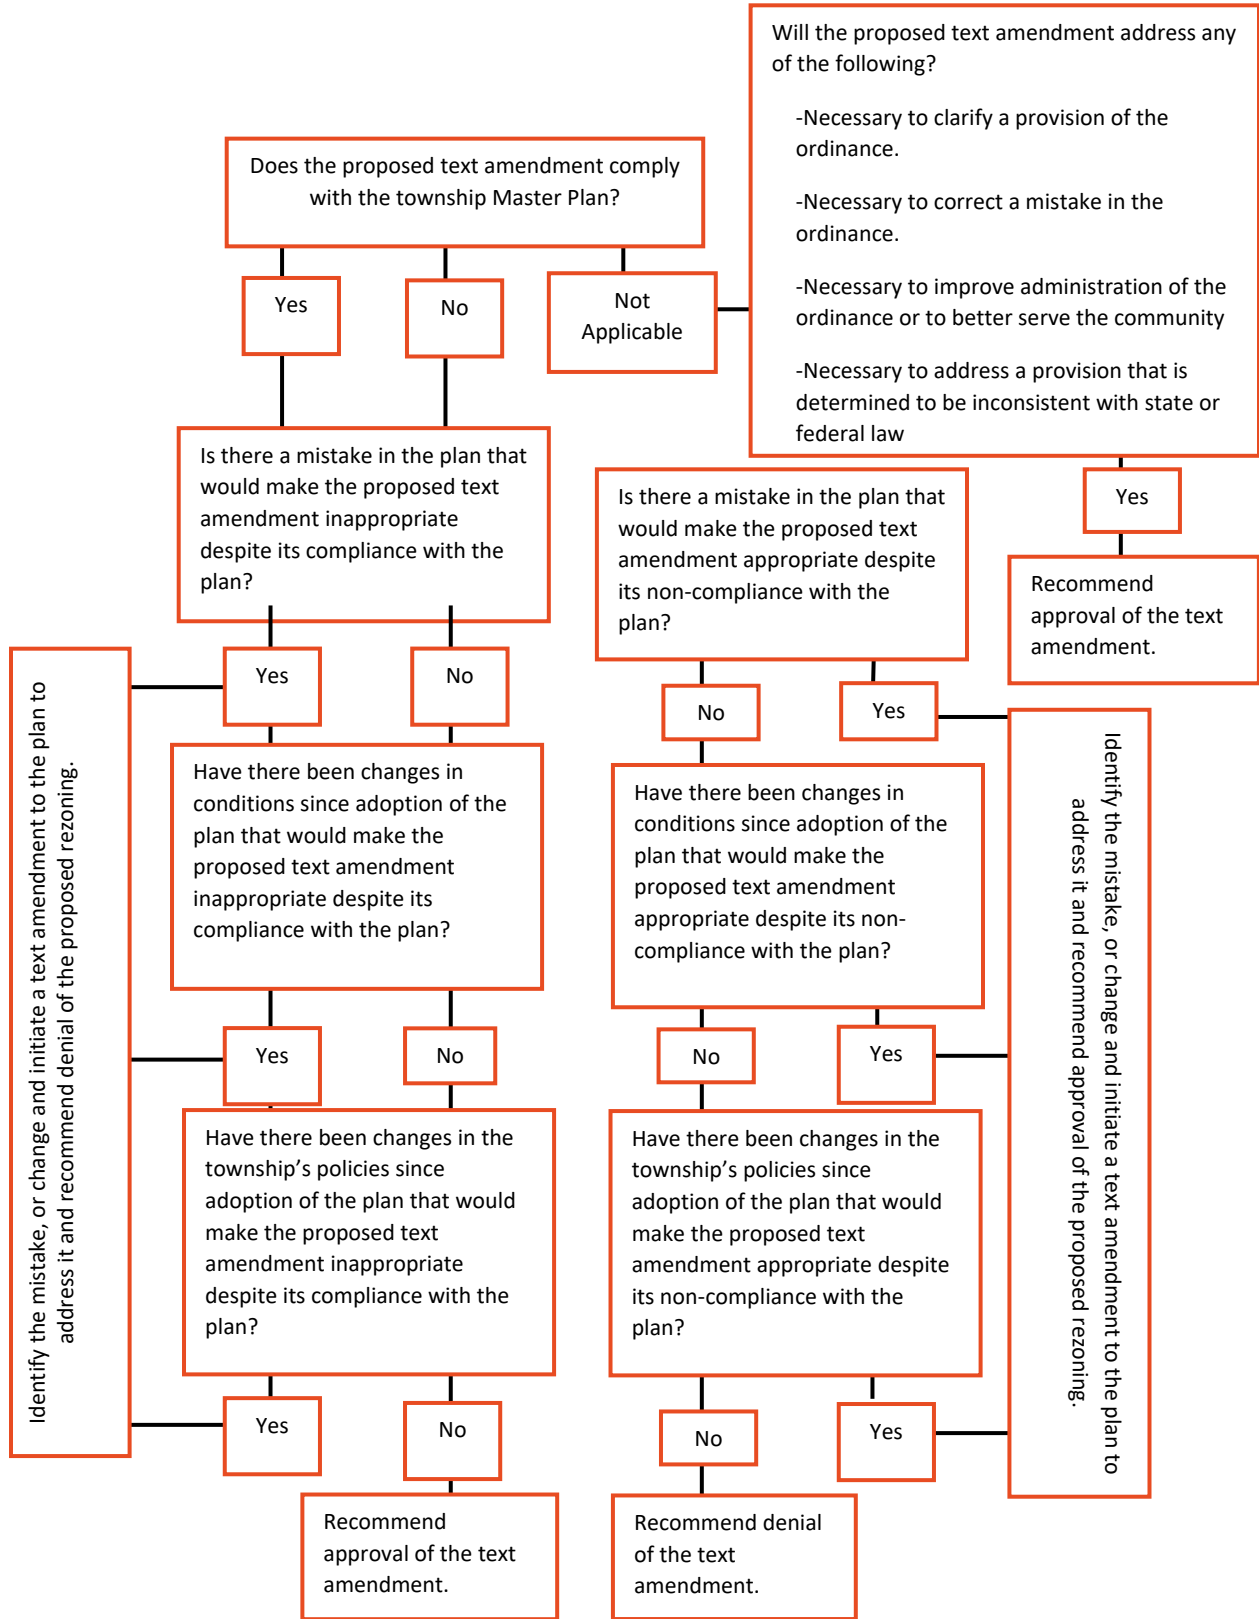 Will the proposed text amendment address any
of the following?
-Necessary to clarify a provision of the
ordinance.
-Necessary to correct a mistake in the
ordinance.
-Necessary to improve administration of the
ordinance or to better serve the community
-Necessary to address a provision that is
determined to be inconsistent with state or
federal law
Does the proposed text amendment comply
with the township Master Plan?
Yes
No
Not
Applicable
Yes
Recommend
approval of the text
amendment.
Is there a mistake in the plan that
would make the proposed text
amendment inappropriate
despite its compliance with the
plan?
Yes
No
Have there been changes in
conditions since adoption of the
plan that would make the
proposed text amendment
inappropriate despite its
compliance with the plan?
Yes
No
Have there been changes in the
township’s policies since
adoption of the plan that would
make the proposed text
amendment inappropriate
despite its compliance with the
plan?
Yes
No
Recommend
approval of the text
amendment.
Identify the mistake, or change and initiate a text amendment to the plan to
address it and recommend denial of the proposed rezoning.
Is there a mistake in the plan that
would make the proposed text
amendment appropriate despite
its non-compliance with the
plan?
No
Yes
Have there been changes in
conditions since adoption of the
plan that would make the
proposed text amendment
appropriate despite its non-
compliance with the plan?
No
Yes
Have there been changes in the
township’s policies since
adoption of the plan that would
make the proposed text
amendment appropriate despite
its non-compliance with the
plan?
No
Yes
Recommend denial
of the text
amendment.
Identify the mistake, or change and initiate a text amendment to the plan to
address it and recommend approval of the proposed rezoning.